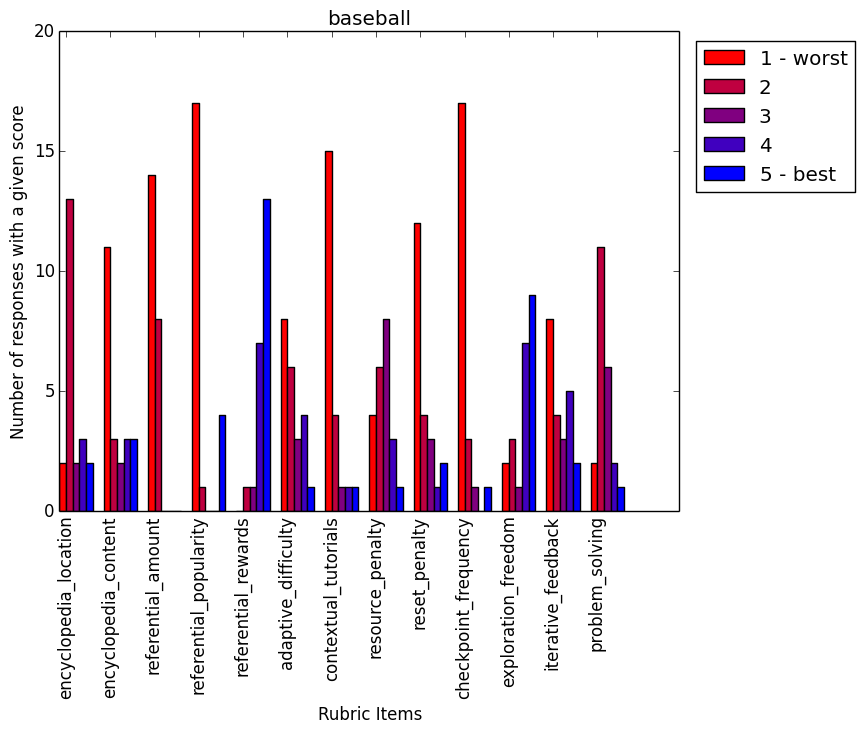 baseball
Number of responses with a given score
20
15
10
5
0
encyclopedia_location
encyclopedia_content
referential_amount
referential_popularity
referential_rewards
adaptive_difficulty
contextual_tutorials
resource_penalty
reset_penalty
checkpoint_frequency
exploration_freedom
iterative_feedback
problem_solving
Rubric Items
1 - worst
2
3
4
5 - best